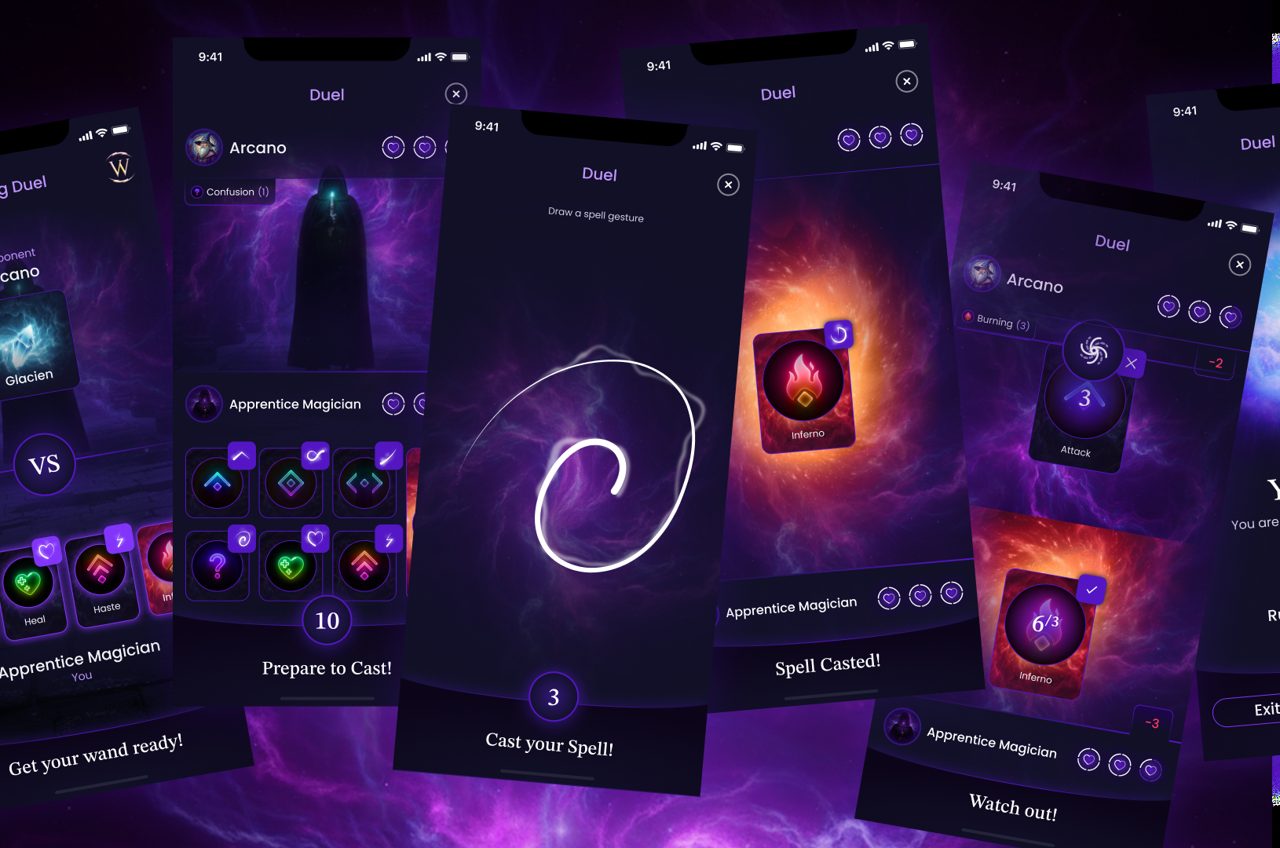 W
g Duel
ponent
cano
Glacien
VS
Heal
Haste
Inf
Apprentice Magician
You
Get your wand ready!
9:41
Duel
Arcano
Confusion (1)
Apprentice Magician
?
10
Prepare to Cast!
9:41
Duel
Draw a spell gesture
3
Cast your Spell!
9:41
Duel
Inferno
Apprentice Magician
Spell Casted!
9:41
Duel
Arcano
Burning (3)
-2
3
Attack
6/3
Inferno
-3
Apprentice Magician
Watch out!
9:41
Duel
Y
You are
Ru
Exit